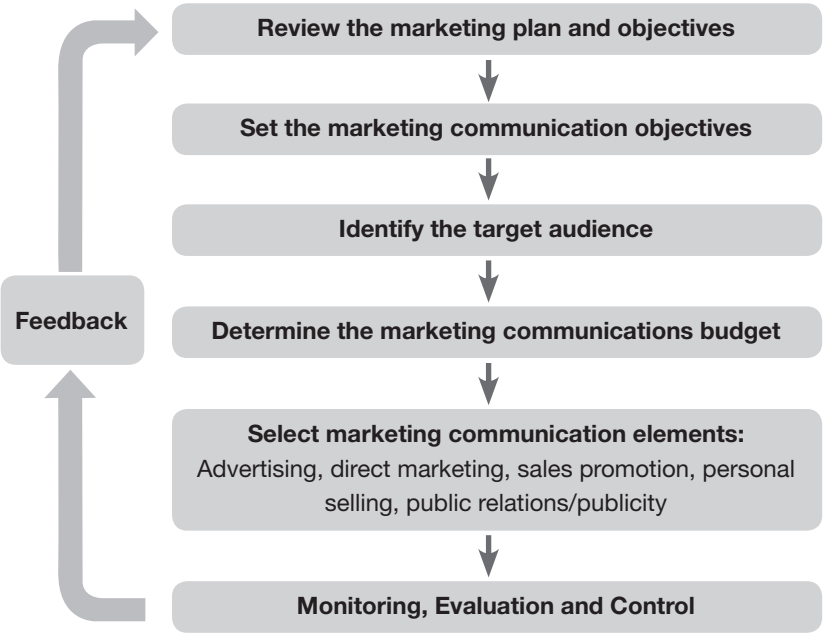 Review the marketing plan and objectives
Set the marketing communication objectives
Identify the target audience
Feedback
Determine the marketing communications budget
Select marketing communication elements:
Advertising, direct marketing, sales promotion, personal
selling, public relations/publicity
Monitoring, Evaluation and Control